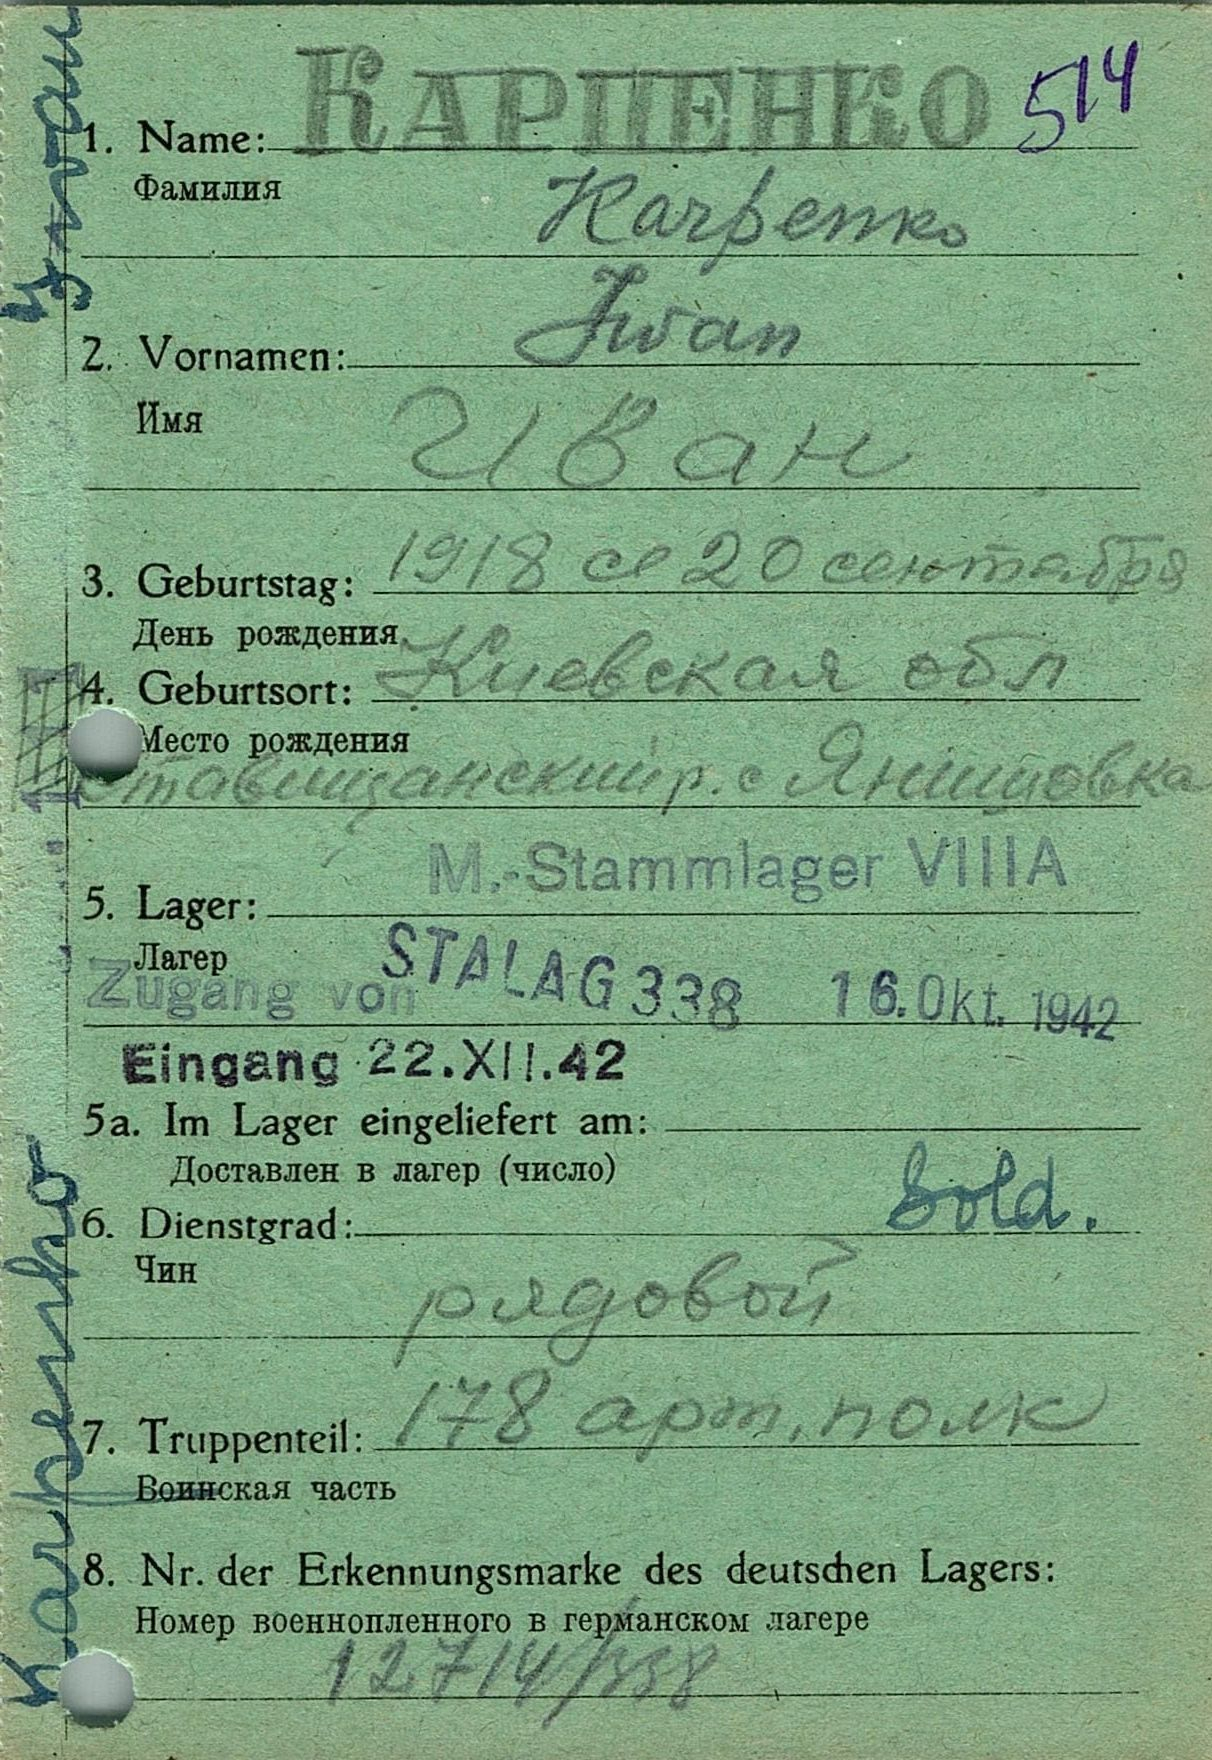 КАРПЕНКО 514
1. Name:
Фамилия
Karpenko
Iwan
2. Vornamen:
Имя
Иван
1918 20 сентября
3. Geburtstag:
День рождения
Киевская обл
4. Geburtsort:
Место рождения
Ставищанский р. с Янишовка
M.-Stammlager VIIIA
5. Lager:
Лагер
Zugang von STALAG 338 16. Okt. 1942
Eingang 22.XII.42
5a. Im Lager eingeliefert am:
Доставлен в лагер (число)
6. Dienstgrad: Sold.
Чин
рядовой
7. Truppenteil: 178 арт. полк
Воинская часть
8. Nr. der Erkennungsmarke des deutschen Lagers:
Номер военнопленного в германском лагере
12714/338
Karpenko
Iwan